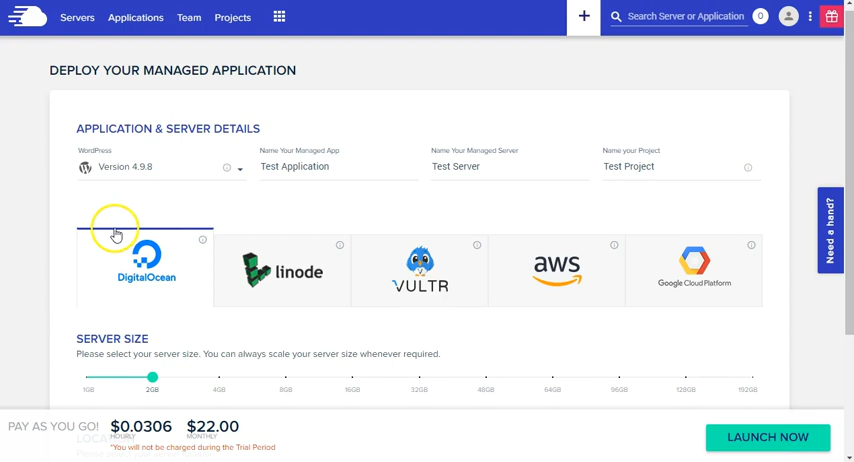 Servers Applications Team Projects + Search Server or Application 0
DEPLOY YOUR MANAGED APPLICATION
APPLICATION & SERVER DETAILS
WordPress Name Your Managed App Name Your Managed Server Name your Project
Version 4.9.8 Test Application Test Server Test Project
Need a hand?
DigitalOcean linode VULTR aws Google Cloud Platform
SERVER SIZE
Please select your server size. You can always scale your server size whenever required.
1GB 2GB 4GB 8GB 16GB 32GB 48GB 64GB 96GB 128GB 192GB
PAY AS YOU GO! $0.0306 $22.00
HOURLY MONTHLY
*You will not be charged during the Trial Period
LAUNCH NOW